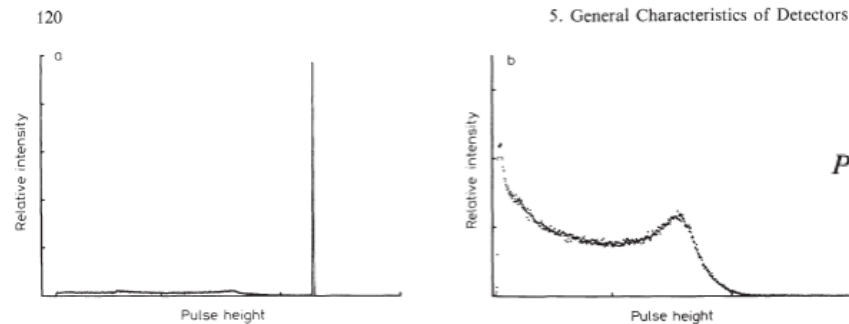 120
5. General Characteristics of Detectors
a
Relative intensity
Pulse height
b
Relative intensity
Pulse height
P